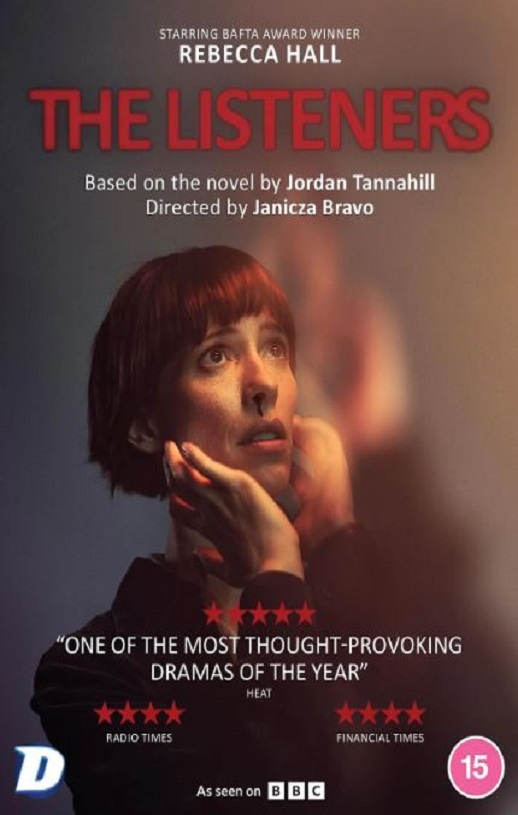 STARRING BAFTA AWARD WINNER
REBECCA HALL
THE LISTENERS
Based on the novel by Jordan Tannahill
Directed by Janicza Bravo
★★★★★
“ONE OF THE MOST THOUGHT-PROVOKING
DRAMAS OF THE YEAR”
HEAT
★★★★ ★★★★
RADIO TIMES FINANCIAL TIMES
D
As seen on BBC
15